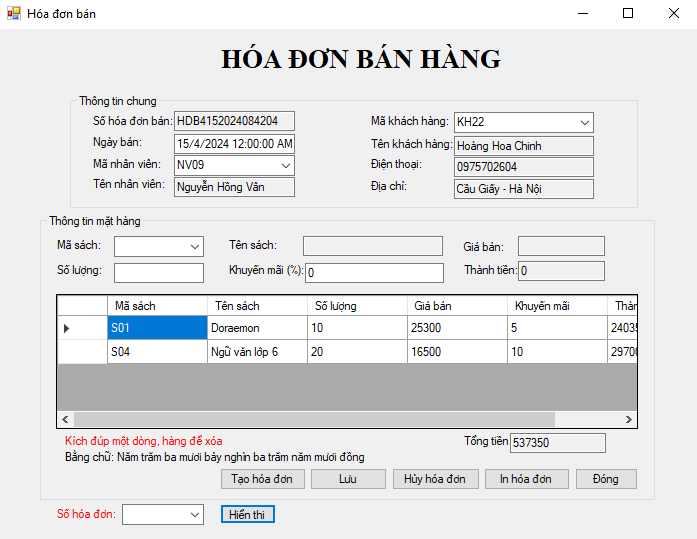 Hóa đơn bán
HÓA ĐƠN BÁN HÀNG
Thông tin chung
Số hóa đơn bán: HDB4152024084204
Mã khách hàng: KH22
Ngày bán: 15/4/2024 12:00:00 AM
Tên khách hàng: Hoàng Hoa Chinh
Mã nhân viên: NV09
Điện thoại: 0975702604
Tên nhân viên: Nguyễn Hồng Vân
Địa chỉ: Cầu Giấy - Hà Nội
Thông tin mặt hàng
Mã sách: Tên sách: Giá bán:
Số lượng: Khuyến mãi (%): 0 Thành tiền: 0
Mã sách Tên sách Số lượng Giá bán Khuyến mãi Thàn
S01 Doraemon 10 25300 5 24035
S04 Ngữ văn lớp 6 20 16500 10 29700
Kích đúp một dòng, hàng để xóa
Tổng tiền 537350
Bằng chữ: Năm trăm ba mươi bảy nghìn ba trăm năm mươi đồng
Tạo hóa đơn Lưu Hủy hóa đơn In hóa đơn Đóng
Số hóa đơn: Hiển thi